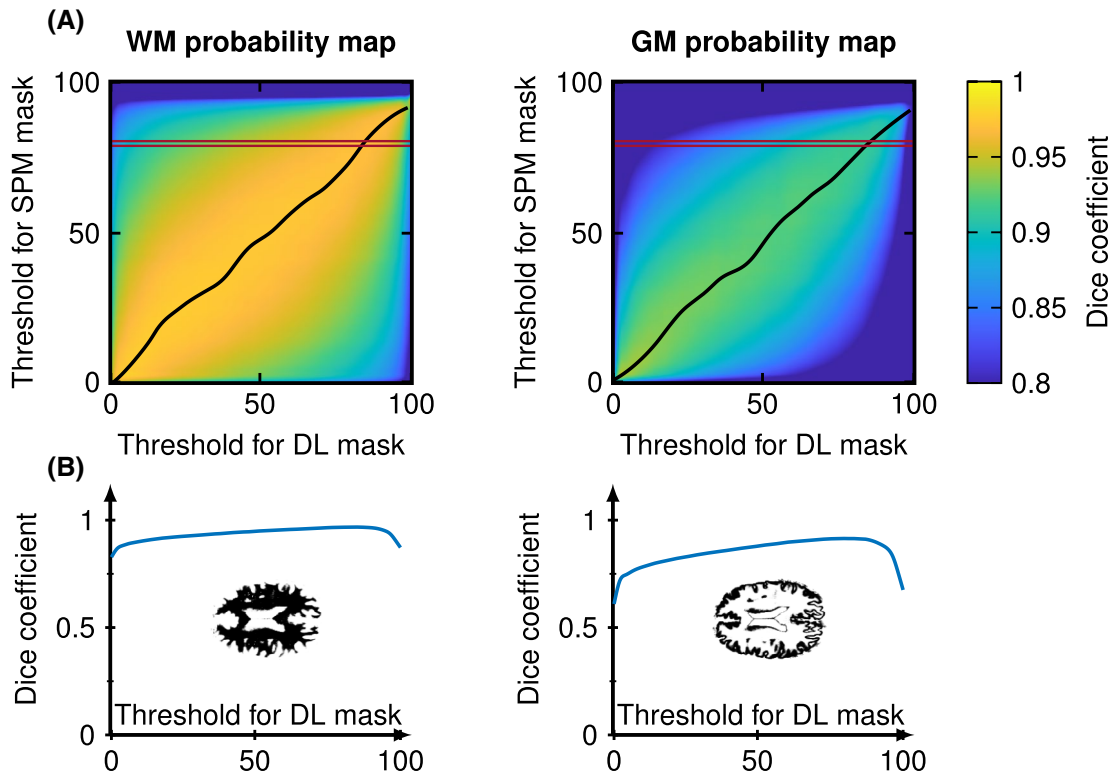 (A)
WM probability map
GM probability map
Threshold for SPM mask
100
50
0
0
50
100
Threshold for DL mask
Threshold for SPM mask
100
50
0
0
50
100
Threshold for DL mask
1
0.95
0.9
0.85
0.8
Dice coefficient
(B)
Dice coefficient
1
0.5
0
Threshold for DL mask
0
50
100
Dice coefficient
1
0.5
0
Threshold for DL mask
0
50
100